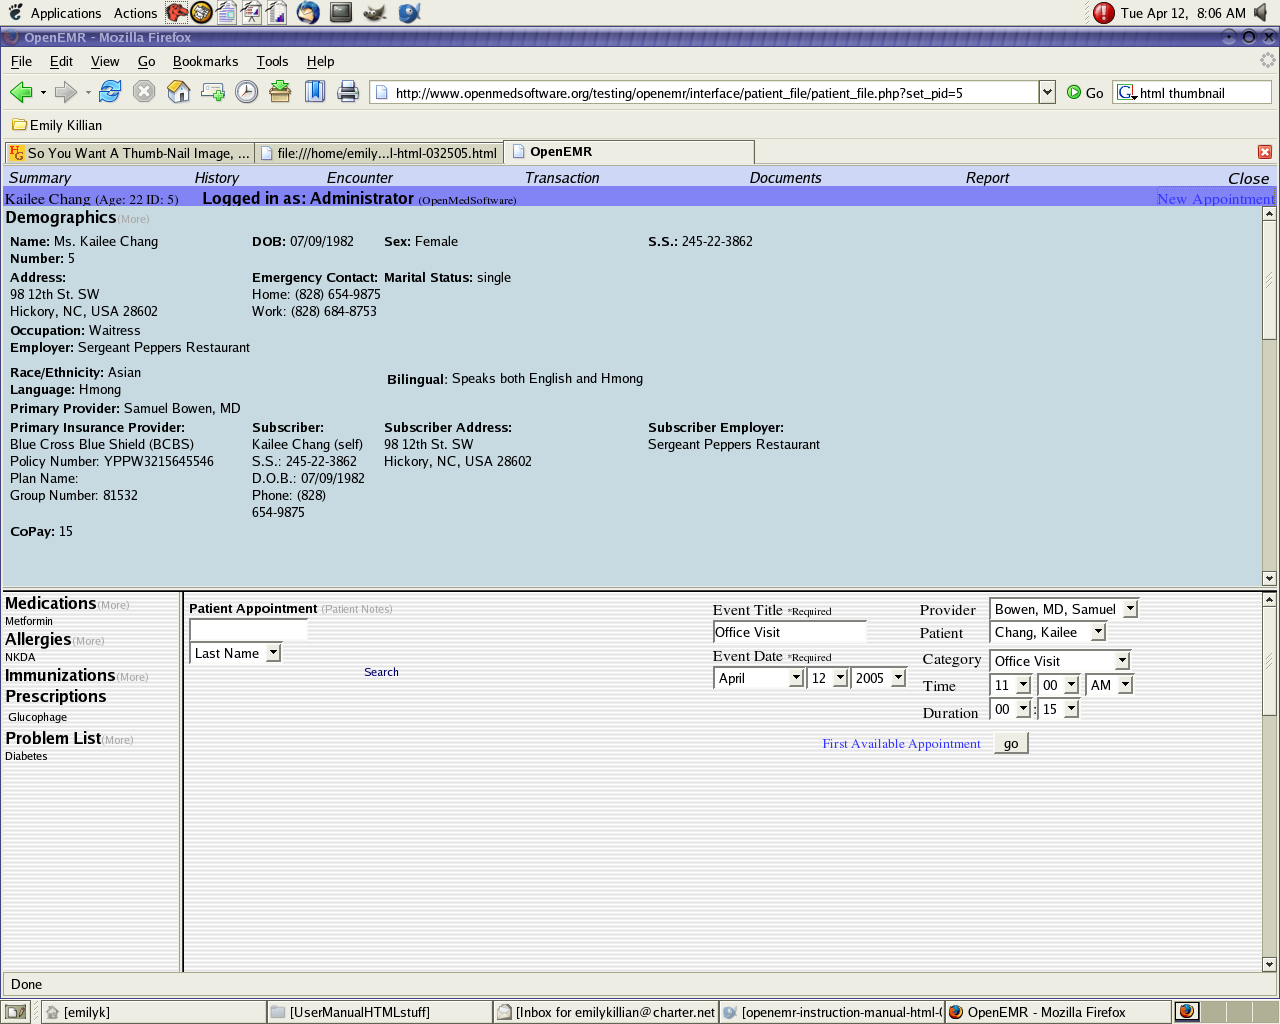 Applications Actions Tue Apr 12, 8:06 AM
OpenEMR - Mozilla Firefox
File Edit View Go Bookmarks Tools Help
http://www.openmedsoftware.org/testing/openemr/interface/patient_file/patient_file.php?set_pid=5 Go html thumbnail
Emily Killian
So You Want A Thumb-Nail Image, ... file:///home/emily...l-html-032505.html OpenEMR
Summary History Encounter Transaction Documents Report Close
Kailee Chang (Age: 22 ID: 5) Logged in as: Administrator (OpenMedSoftware) New Appointment
Demographics(More)
Name: Ms. Kailee Chang DOB: 07/09/1982 Sex: Female S.S.: 245-22-3862
Number: 5
Address: Emergency Contact: Marital Status: single
98 12th St. SW Home: (828) 654-9875
Hickory, NC, USA 28602 Work: (828) 684-8753
Occupation: Waitress
Employer: Sergeant Peppers Restaurant
Race/Ethnicity: Asian
Bilingual: Speaks both English and Hmong
Language: Hmong
Primary Provider: Samuel Bowen, MD
Primary Insurance Provider: Subscriber: Subscriber Address: Subscriber Employer:
Blue Cross Blue Shield (BCBS) Kailee Chang (self) 98 12th St. SW Sergeant Peppers Restaurant
Policy Number: YPPW3215645546 S.S.: 245-22-3862 Hickory, NC, USA 28602
Plan Name: D.O.B.: 07/09/1982
Group Number: 81532 Phone: (828)
654-9875
CoPay: 15
Medications(More)
Metformin
Allergies(More)
NKDA
Immunizations(More)
Prescriptions
Glucophage
Problem List(More)
Diabetes
Patient Appointment (Patient Notes)
Last Name
Search
Event Title *Required
Office Visit
Event Date *Required
April 12 2005
Provider Bowen, MD, Samuel
Patient Chang, Kailee
Category Office Visit
Time 11 00 AM
Duration 00 : 15
First Available Appointment go
Done
[emilyk] [UserManualHTMLstuff] [Inbox for emilykillian@charter.net [openemr-instruction-manual-html-( OpenEMR - Mozilla Firefox